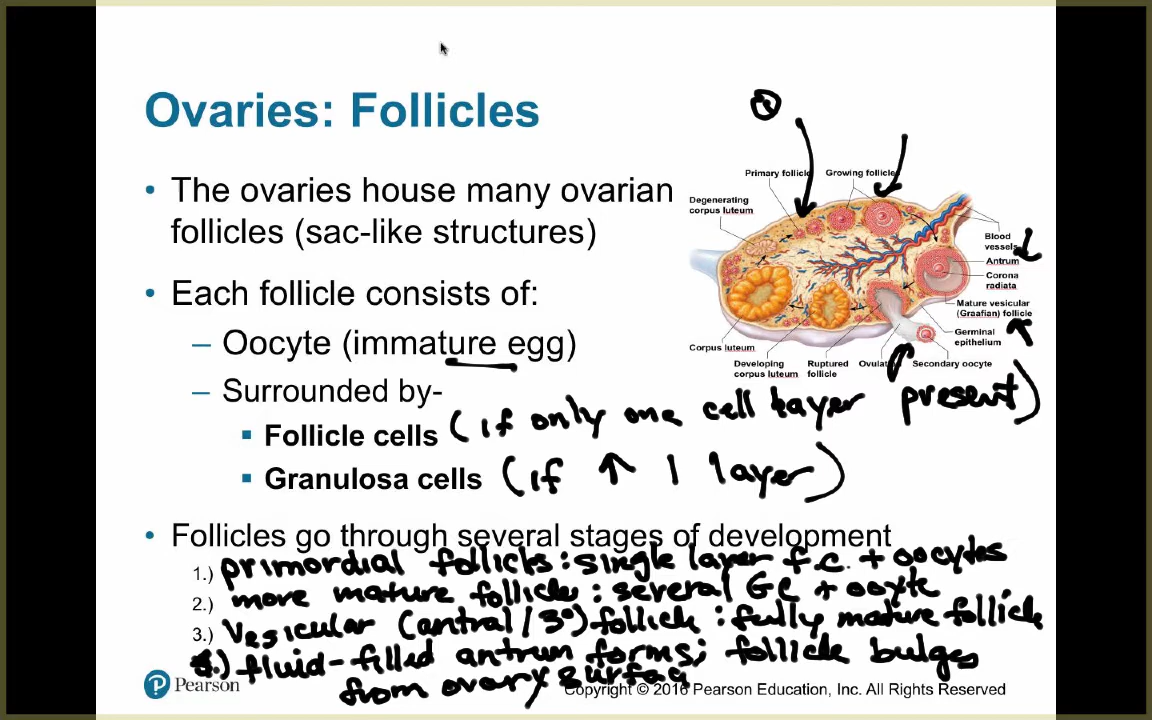 Ovaries: Follicles
• The ovaries house many ovarian
follicles (sac-like structures)
• Each follicle consists of:
– Oocyte (immature egg)
– Surrounded by-
▪ Follicle cells (if only one cell layer present)
▪ Granulosa cells (if ↑ 1 layer)
• Follicles go through several stages of development
1.) primordial follicles: single layer f.c. + oocytes
2.) more mature follicle: several GC + ooyte
3.) Vesicular (antral/3°) follicle: fully mature follicle
4.) fluid-filled antrum forms; follicle bulges
from ovary surface
Primary follicle
Growing follicles
Degenerating
corpus luteum
Blood
vessels
Antrum
Corona
radiata
Mature vesicular
(Graafian) follicle
Germinal
epithelium
Corpus luteum
Developing
corpus luteum
Ruptured
follicle
Secondary oocyte
Pearson
Copyright © 2016 Pearson Education, Inc. All Rights Reserved